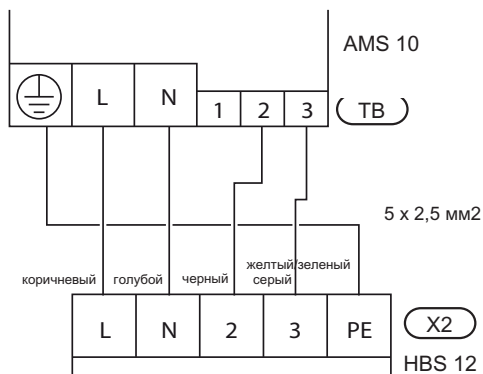 AMS 10
L N 1 2 3 TB
5 x 2,5 мм2
желтый/зеленый
коричневый голубой черный серый
L N 2 3 PE X2
HBS 12